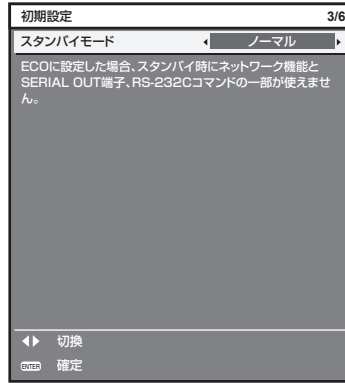 初期設定 3/6
スタンバイモード ノーマル
ECOに設定した場合、スタンバイ時にネットワーク機能と
SERIAL OUT端子、RS-232Cコマンドの一部が使えませ
ん。
切換
ENTER 確定